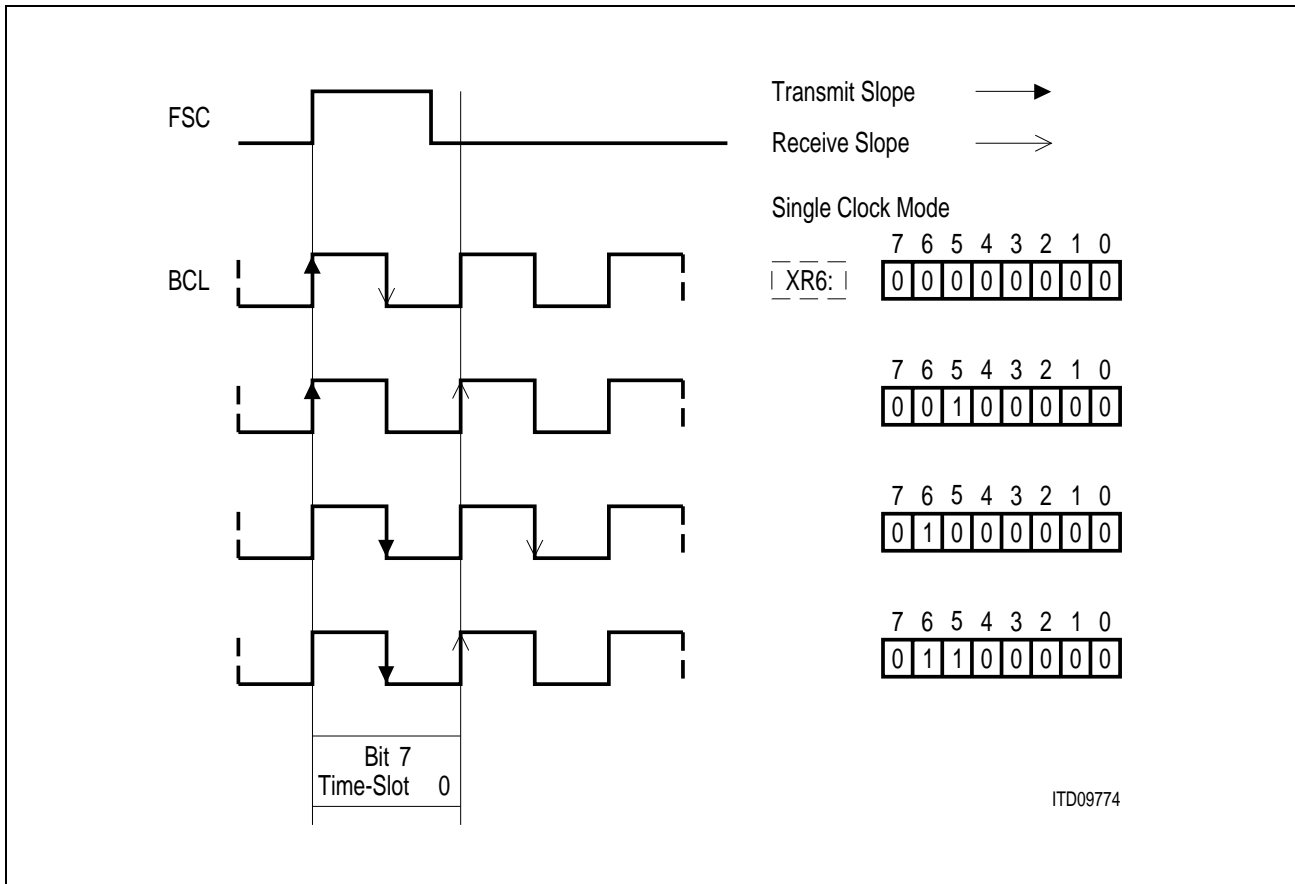 FSC
Transmit Slope
Receive Slope
Single Clock Mode
BCL
XR6:
7 6 5 4 3 2 1 0
0 0 0 0 0 0 0 0
7 6 5 4 3 2 1 0
0 0 1 0 0 0 0 0
7 6 5 4 3 2 1 0
0 1 0 0 0 0 0 0
7 6 5 4 3 2 1 0
0 1 1 0 0 0 0 0
Bit 7
Time-Slot 0
ITD09774